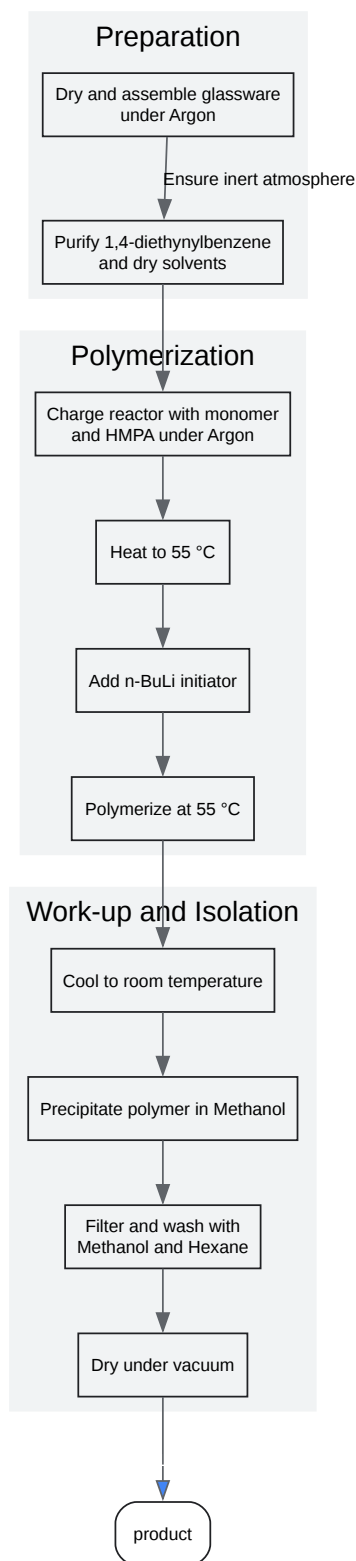 Preparation
Dry and assemble glassware
under Argon
Ensure inert atmosphere
Purify 1,4-diethynylbenzene
and dry solvents
Polymerization
Charge reactor with monomer
and HMPA under Argon
Heat to 55 °C
Add n-BuLi initiator
Polymerize at 55 °C
Work-up and Isolation
Cool to room temperature
Precipitate polymer in Methanol
Filter and wash with
Methanol and Hexane
Dry under vacuum
product